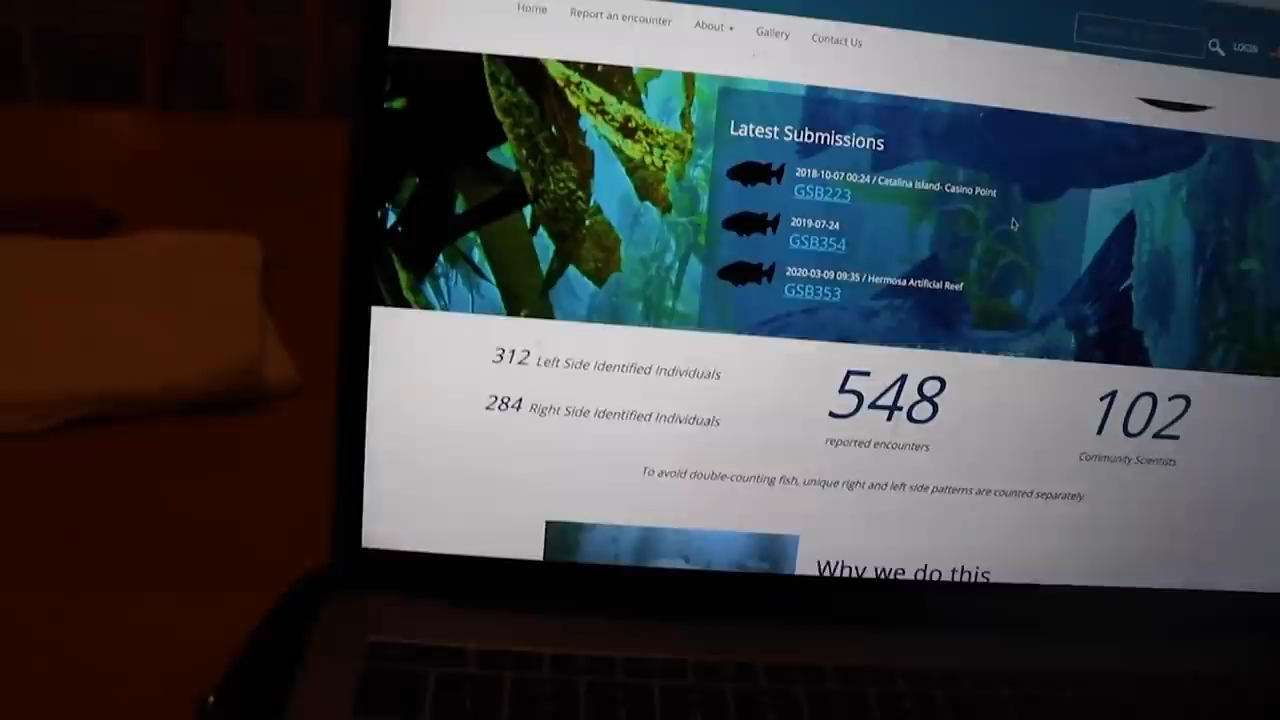 Home Report an encounter About Gallery Contact Us
LOGIN
Latest Submissions
2018-10-07 00:24 / Catalina Island- Casino Point
GSB223
2019-07-24
GSB354
2020-03-09 09:35 / Hermosa Artificial Reef
GSB353
312 Left Side Identified Individuals
284 Right Side Identified Individuals
548
reported encounters
102
Community Scientists
To avoid double-counting fish, unique right and left side patterns are counted separately
Why we do this